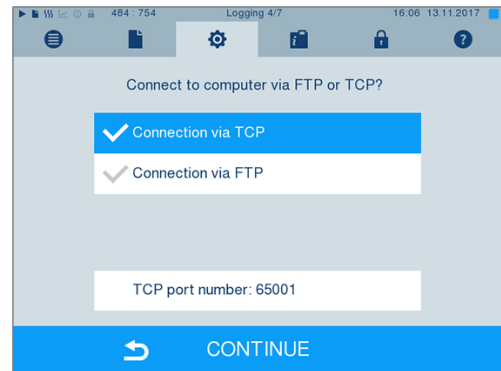 484 : 754 Logging 4/7 16:06 13.11.2017
Connect to computer via FTP or TCP?
Connection via TCP
Connection via FTP
TCP port number: 65001
CONTINUE